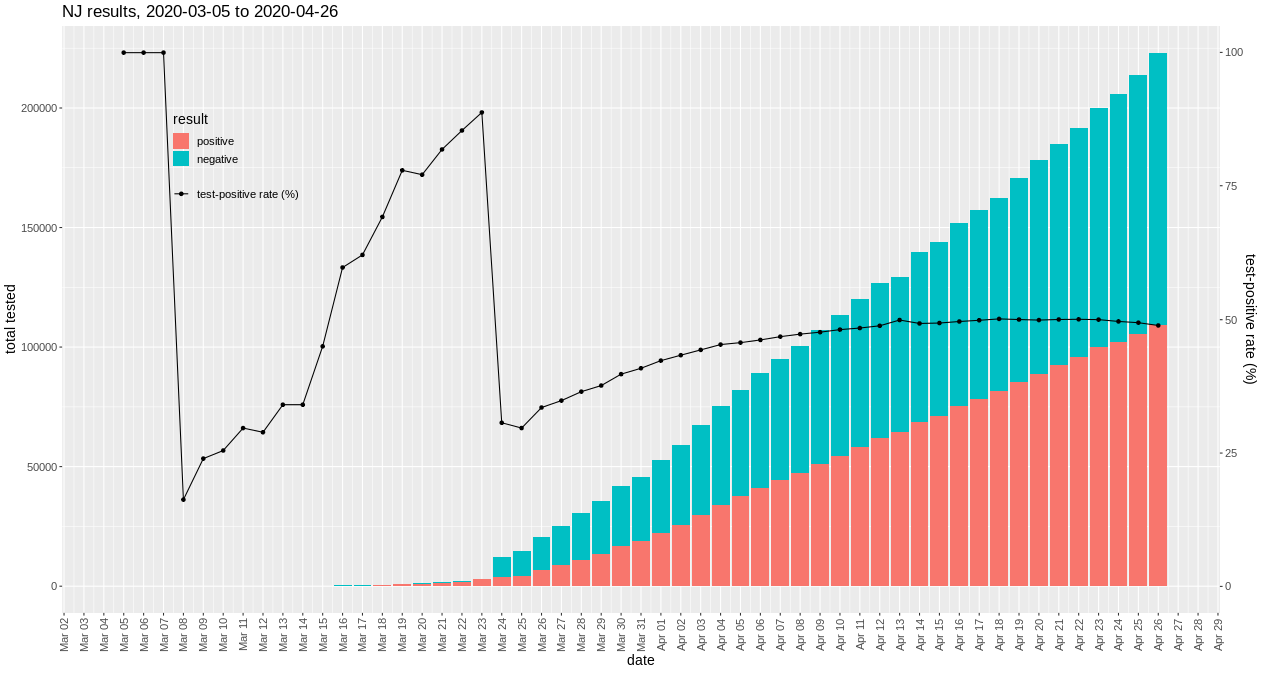 NJ results, 2020-03-05 to 2020-04-26
total tested
200000
150000
100000
50000
0
result
positive
negative
test-positive rate (%)
100
75
50
25
0
test-positive rate (%)
Mar 02
Mar 03
Mar 04
Mar 05
Mar 06
Mar 07
Mar 08
Mar 09
Mar 10
Mar 11
Mar 12
Mar 13
Mar 14
Mar 15
Mar 16
Mar 17
Mar 18
Mar 19
Mar 20
Mar 21
Mar 22
Mar 23
Mar 24
Mar 25
Mar 26
Mar 27
Mar 28
Mar 29
Mar 30
Mar 31
Apr 01
Apr 02
Apr 03
Apr 04
Apr 05
Apr 06
Apr 07
Apr 08
Apr 09
Apr 10
Apr 11
Apr 12
Apr 13
Apr 14
Apr 15
Apr 16
Apr 17
Apr 18
Apr 19
Apr 20
Apr 21
Apr 22
Apr 23
Apr 24
Apr 25
Apr 26
Apr 27
Apr 28
Apr 29
date